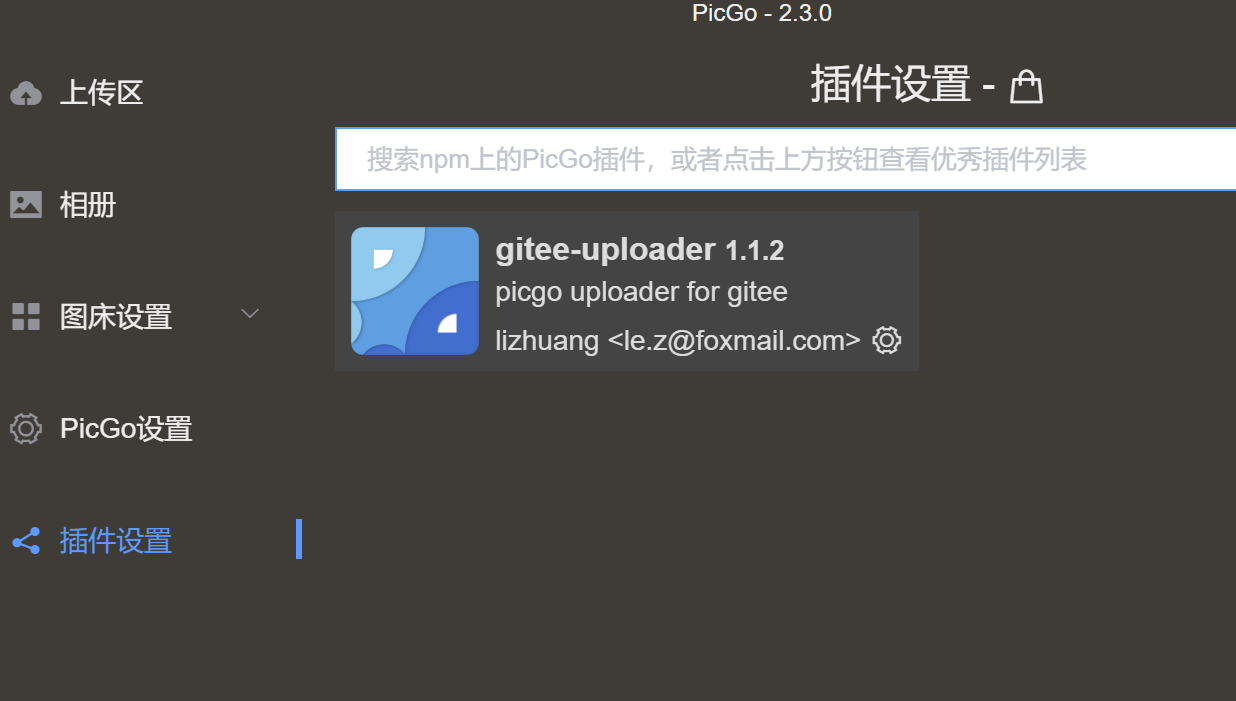 PicGo - 2.3.0
上传区
相册
图床设置
PicGo设置
插件设置
插件设置 -
搜索npm上的PicGo插件，或者点击上方按钮查看优秀插件列表
gitee-uploader 1.1.2
picgo uploader for gitee
lizhuang <le.z@foxmail.com>